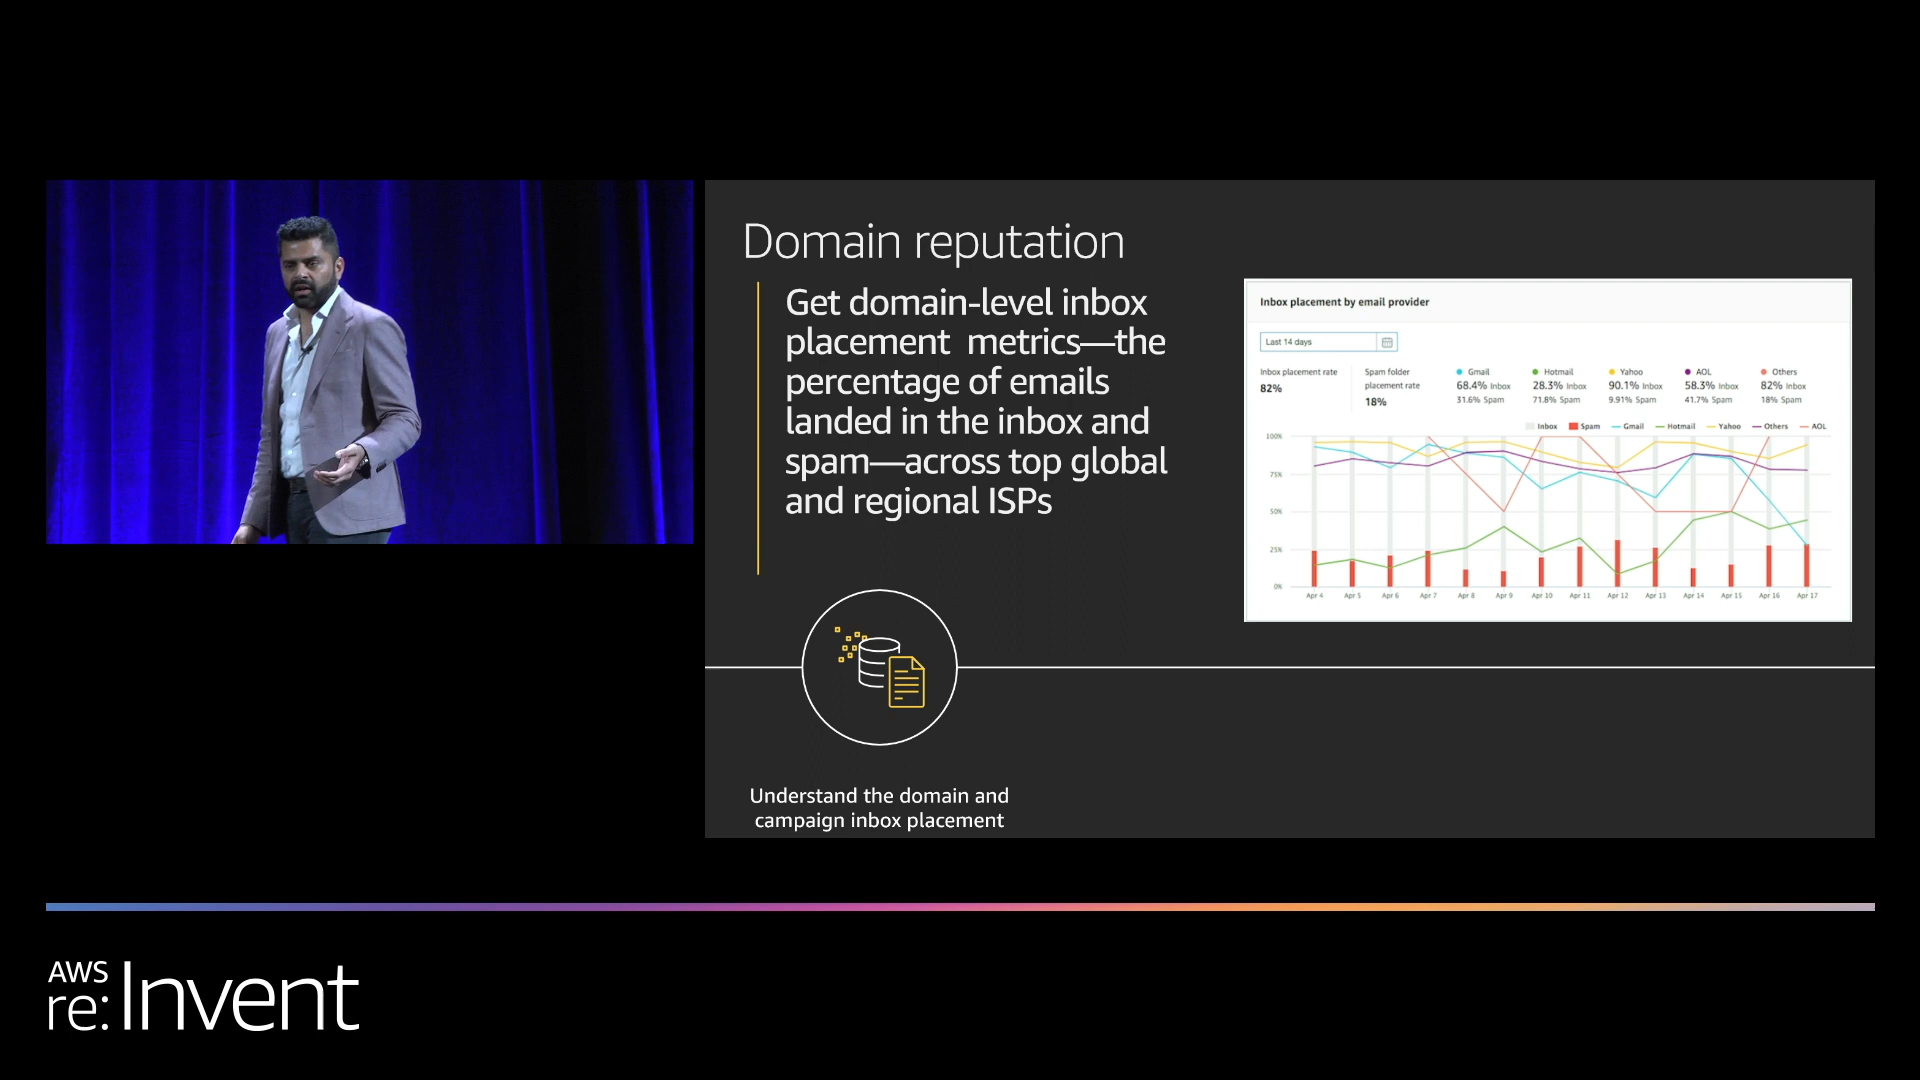 Domain reputation
Get domain-level inbox
placement metrics—the
percentage of emails
landed in the inbox and
spam—across top global
and regional ISPs
Inbox placement by email provider
Last 14 days
Inbox placement rate
82%
Spam folder
placement rate
18%
Gmail
68.4% Inbox
31.6% Spam
Hotmail
28.3% Inbox
71.8% Spam
Yahoo
90.1% Inbox
9.91% Spam
AOL
58.3% Inbox
41.7% Spam
Others
82% Inbox
18% Spam
Inbox Spam Gmail Hotmail Yahoo Others AOL
100%
75%
50%
25%
0%
Apr 4 Apr 5 Apr 6 Apr 7 Apr 8 Apr 9 Apr 10 Apr 11 Apr 12 Apr 13 Apr 14 Apr 15 Apr 16 Apr 17
Understand the domain and
campaign inbox placement
AWS
re:Invent